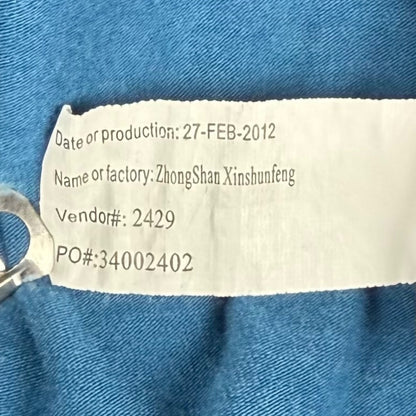 Date or production: 27-FEB-2012
Name or factory: ZhongShan Xinshunfeng
Vendor#: 2429
PO#:34002402